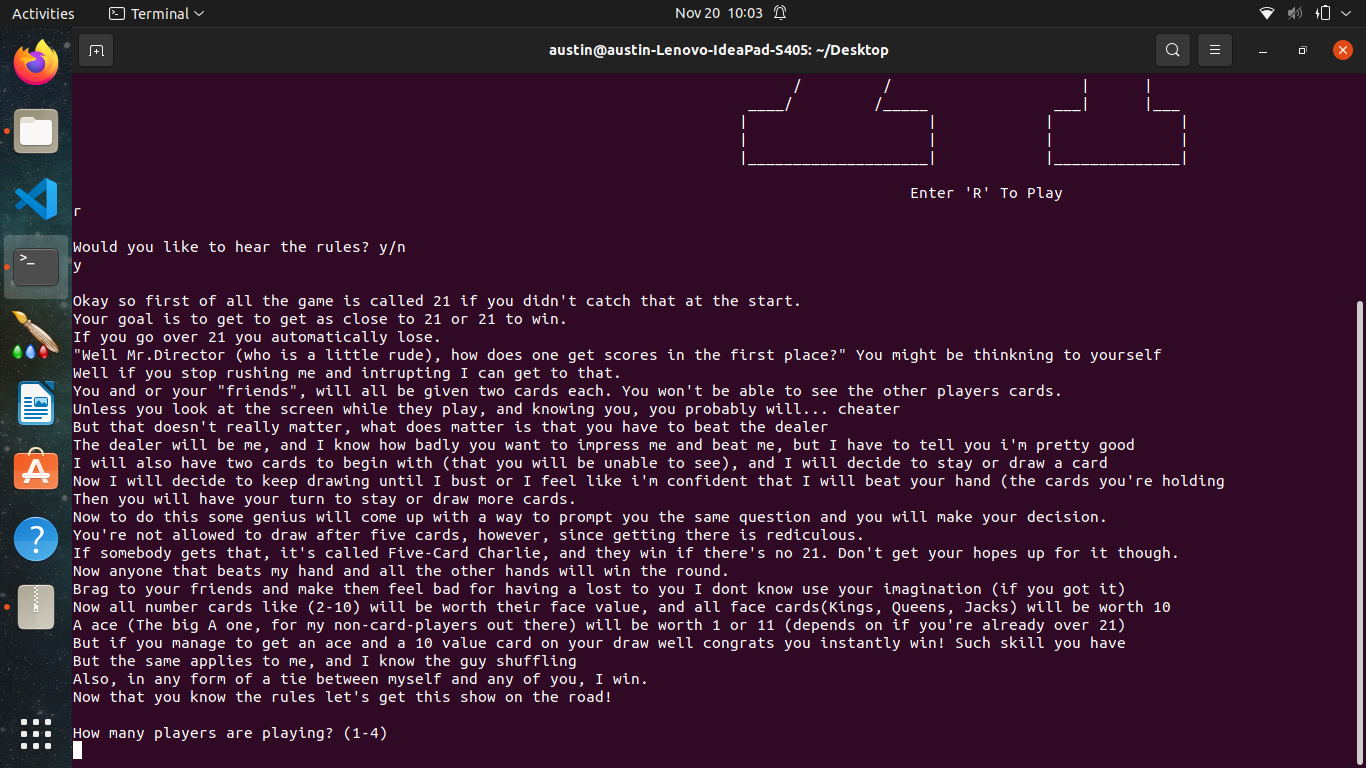 Activities Terminal Nov 20 10:03
austin@austin-Lenovo-IdeaPad-S405: ~/Desktop
Enter 'R' To Play
r
Would you like to hear the rules? y/n
y
Okay so first of all the game is called 21 if you didn't catch that at the start.
Your goal is to get to get as close to 21 or 21 to win.
If you go over 21 you automatically lose.
"Well Mr.Director (who is a little rude), how does one get scores in the first place?" You might be thinkning to yourself
Well if you stop rushing me and intrupting I can get to that.
You and or your "friends", will all be given two cards each. You won't be able to see the other players cards.
Unless you look at the screen while they play, and knowing you, you probably will... cheater
But that doesn't really matter, what does matter is that you have to beat the dealer
The dealer will be me, and I know how badly you want to impress me and beat me, but I have to tell you i'm pretty good
I will also have two cards to begin with (that you will be unable to see), and I will decide to stay or draw a card
Now I will decide to keep drawing until I bust or I feel like i'm confident that I will beat your hand (the cards you're holding
Then you will have your turn to stay or draw more cards.
Now to do this some genius will come up with a way to prompt you the same question and you will make your decision.
You're not allowed to draw after five cards, however, since getting there is rediculous.
If somebody gets that, it's called Five-Card Charlie, and they win if there's no 21. Don't get your hopes up for it though.
Now anyone that beats my hand and all the other hands will win the round.
Brag to your friends and make them feel bad for having a lost to you I dont know use your imagination (if you got it)
Now all number cards like (2-10) will be worth their face value, and all face cards(Kings, Queens, Jacks) will be worth 10
A ace (The big A one, for my non-card-players out there) will be worth 1 or 11 (depends on if you're already over 21)
But if you manage to get an ace and a 10 value card on your draw well congrats you instantly win! Such skill you have
But the same applies to me, and I know the guy shuffling
Also, in any form of a tie between myself and any of you, I win.
Now that you know the rules let's get this show on the road!
How many players are playing? (1-4)